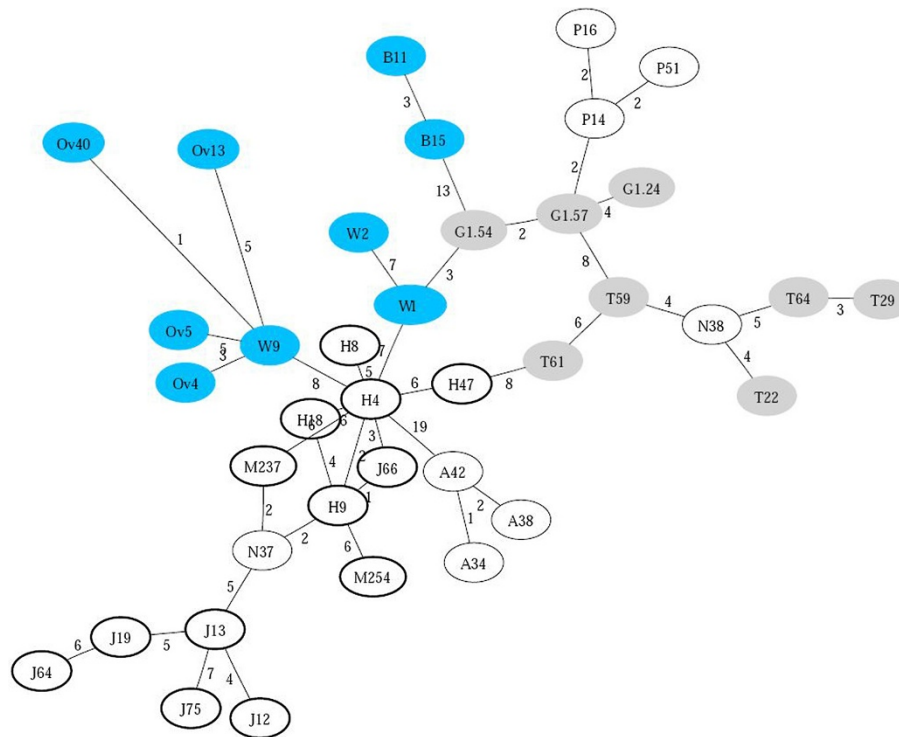 P16
B11
P51
2
2
3
P14
Ov40
Ov13
B15
2
13
G1.24
G1.57
4
W2
G1.54
2
1
5
7
3
8
T59
T64
T29
W1
4
3
Ov5
N38
5
W9
H8
7
6
5
3
T61
4
5
Ov4
8
H47
6
8
H4
T22
H18
6
6
3
19
2
4
M237
J66
A42
1
H9
2
A38
2
2
1
6
N37
A34
M254
5
J13
J19
6
5
J64
7
4
J75
J12